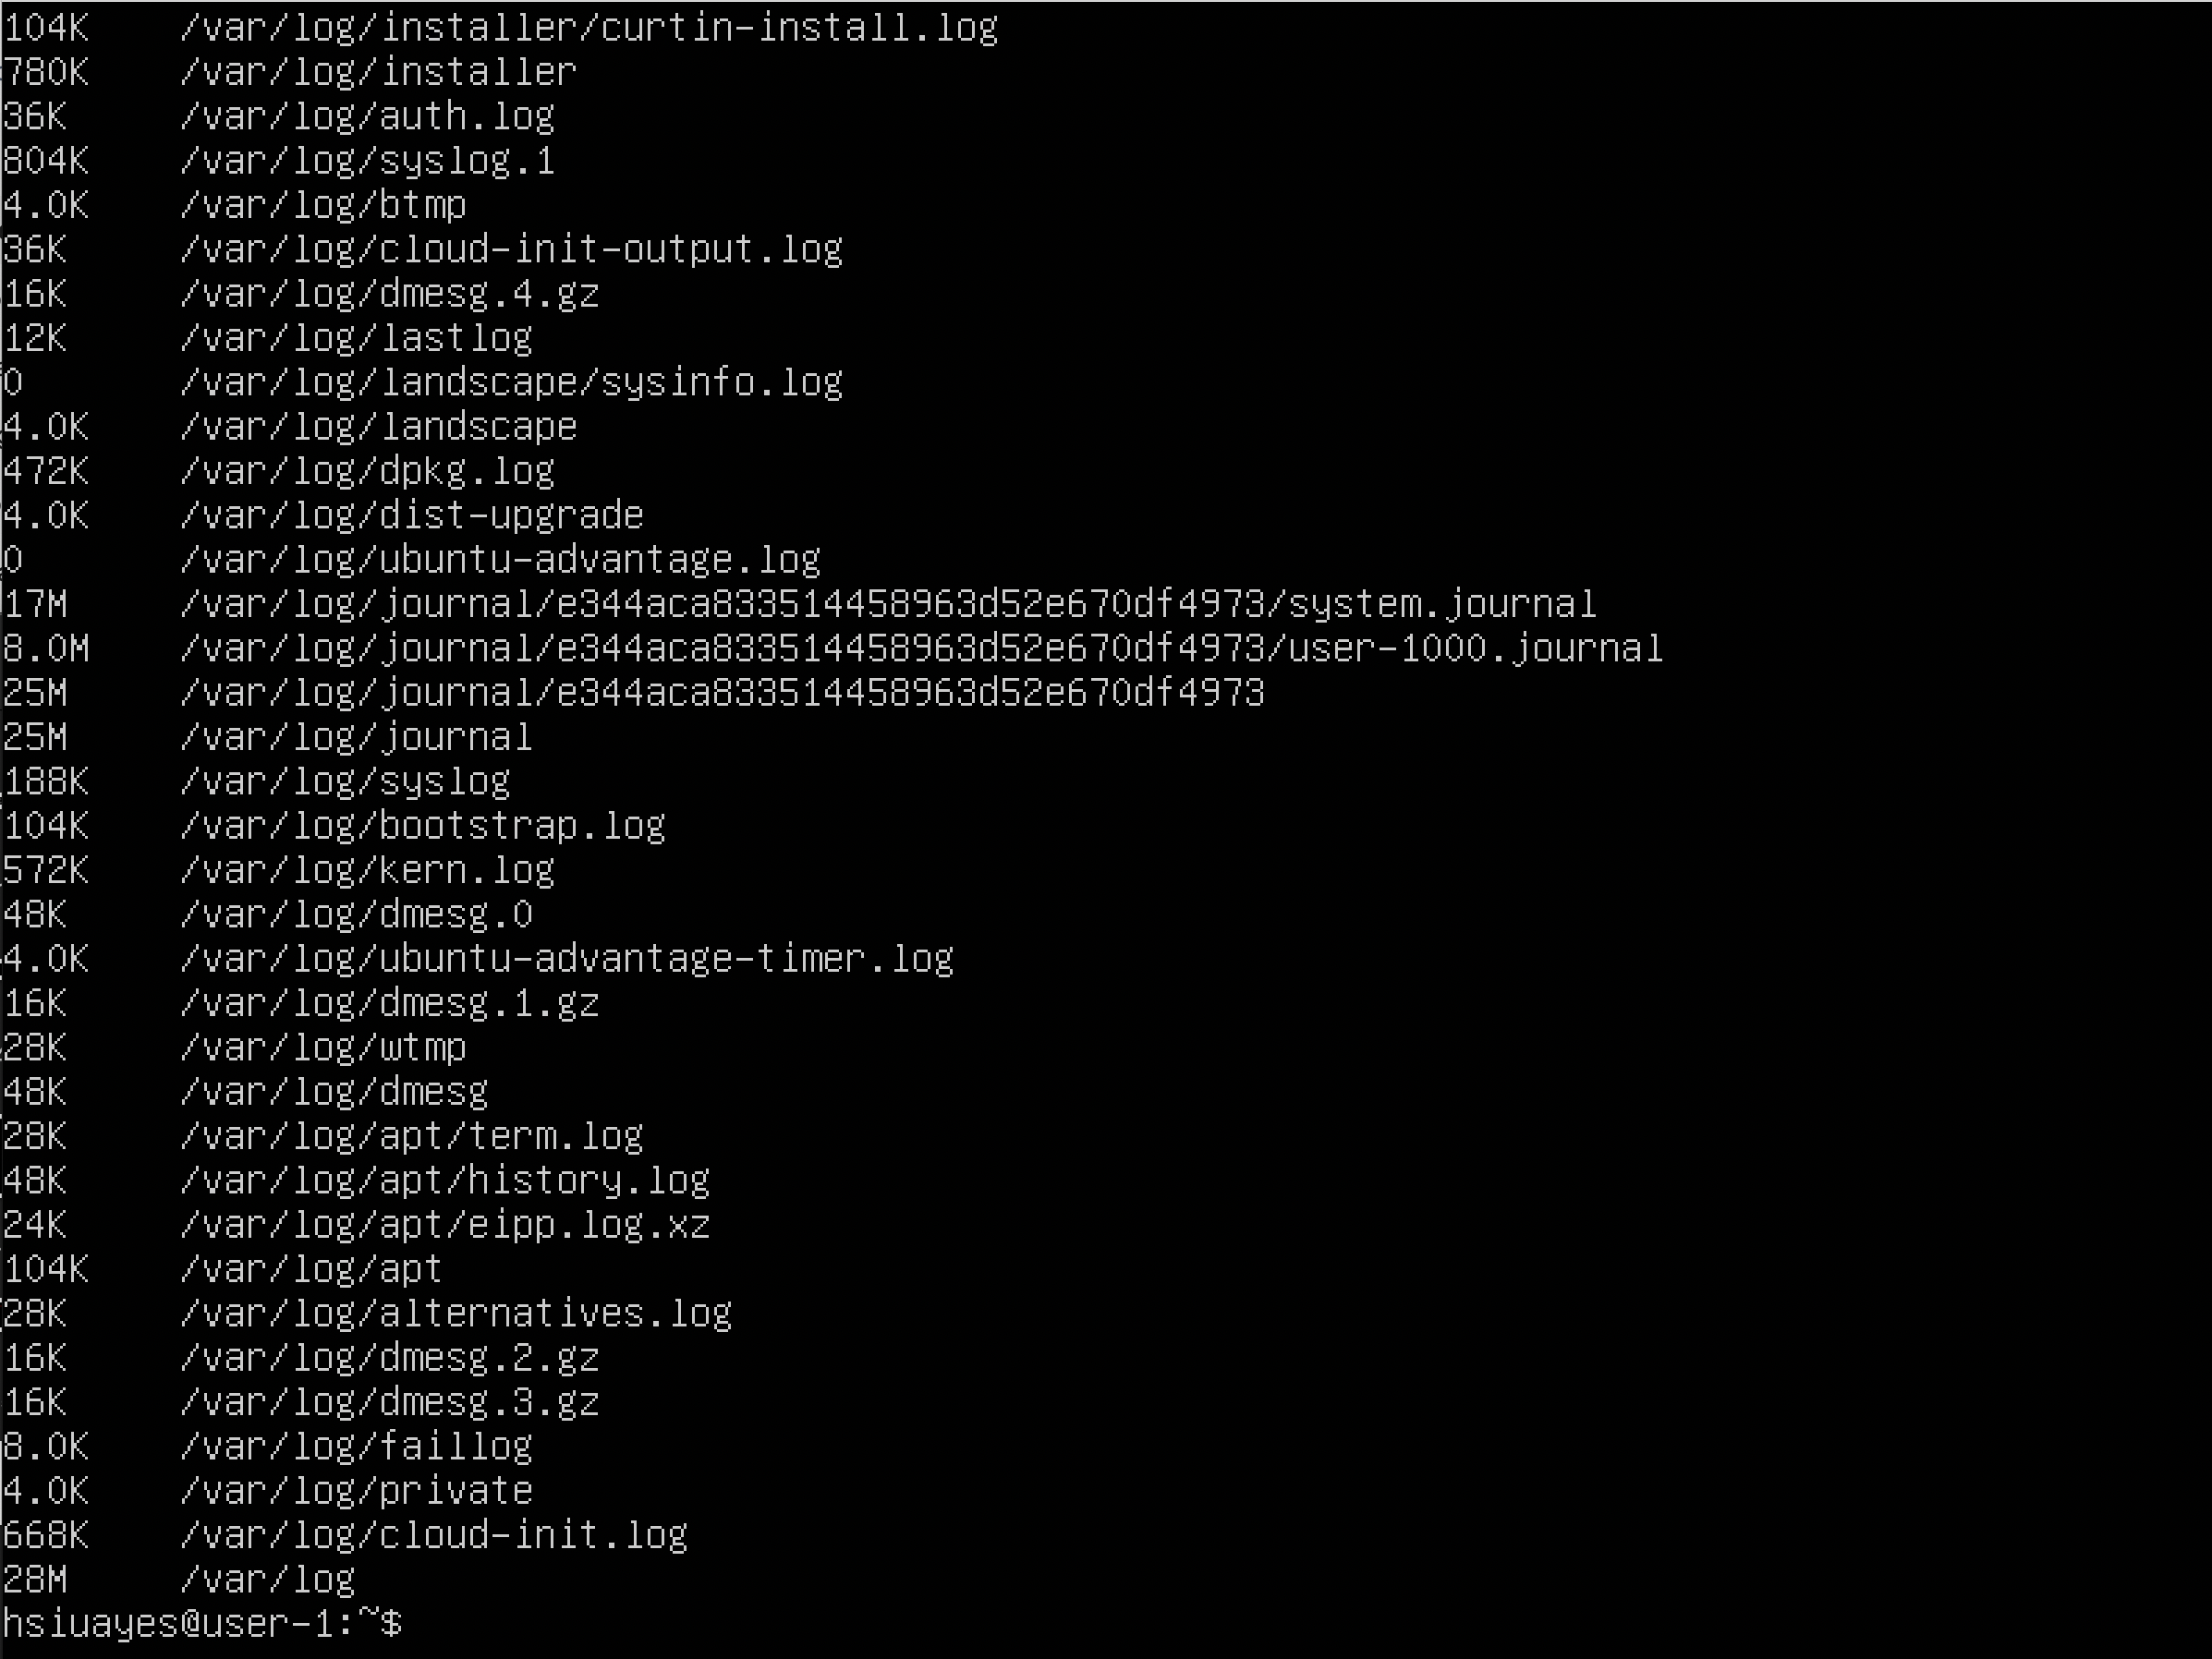 104K    /var/log/installer/curtin-install.log
780K    /var/log/installer
36K     /var/log/auth.log
804K    /var/log/syslog.1
4.0K    /var/log/btmp
36K     /var/log/cloud-init-output.log
16K     /var/log/dmesg.4.gz
12K     /var/log/lastlog
0       /var/log/landscape/sysinfo.log
4.0K    /var/log/landscape
472K    /var/log/dpkg.log
4.0K    /var/log/dist-upgrade
0       /var/log/ubuntu-advantage.log
17M     /var/log/journal/e344aca833514458963d52e670df4973/system.journal
8.0M    /var/log/journal/e344aca833514458963d52e670df4973/user-1000.journal
25M     /var/log/journal/e344aca833514458963d52e670df4973
25M     /var/log/journal
188K    /var/log/syslog
104K    /var/log/bootstrap.log
572K    /var/log/kern.log
48K     /var/log/dmesg.0
4.0K    /var/log/ubuntu-advantage-timer.log
16K     /var/log/dmesg.1.gz
28K     /var/log/wtmp
48K     /var/log/dmesg
28K     /var/log/apt/term.log
48K     /var/log/apt/history.log
24K     /var/log/apt/eipp.log.xz
104K    /var/log/apt
28K     /var/log/alternatives.log
16K     /var/log/dmesg.2.gz
16K     /var/log/dmesg.3.gz
8.0K    /var/log/faillog
4.0K    /var/log/private
668K    /var/log/cloud-init.log
28M     /var/log
hsiuayes@user-1:~$